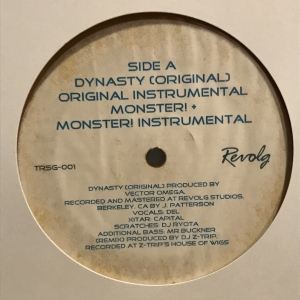 SIDE A
DYNASTY (ORIGINAL)
ORIGINAL INSTRUMENTAL
MONSTER! +
MONSTER! INSTRUMENTAL
TRSG-001
Revolg
DYNASTY (ORIGINAL) PRODUCED BY
VECTOR OMEGA.
RECORDED AND MASTERED AT REVOLG STUDIOS,
BERKELEY, CA BY J. PATTERSON
VOCALS: DEL
XITAR: CAPITAL
SCRATCHES: DJ RYOTA
ADDITIONAL BASS: MR.BUCKNER
(REMIX) PRODUCED BY DJ Z-TRIP.
RECORDED AT Z-TRIP'S HOUSE OF WIGS